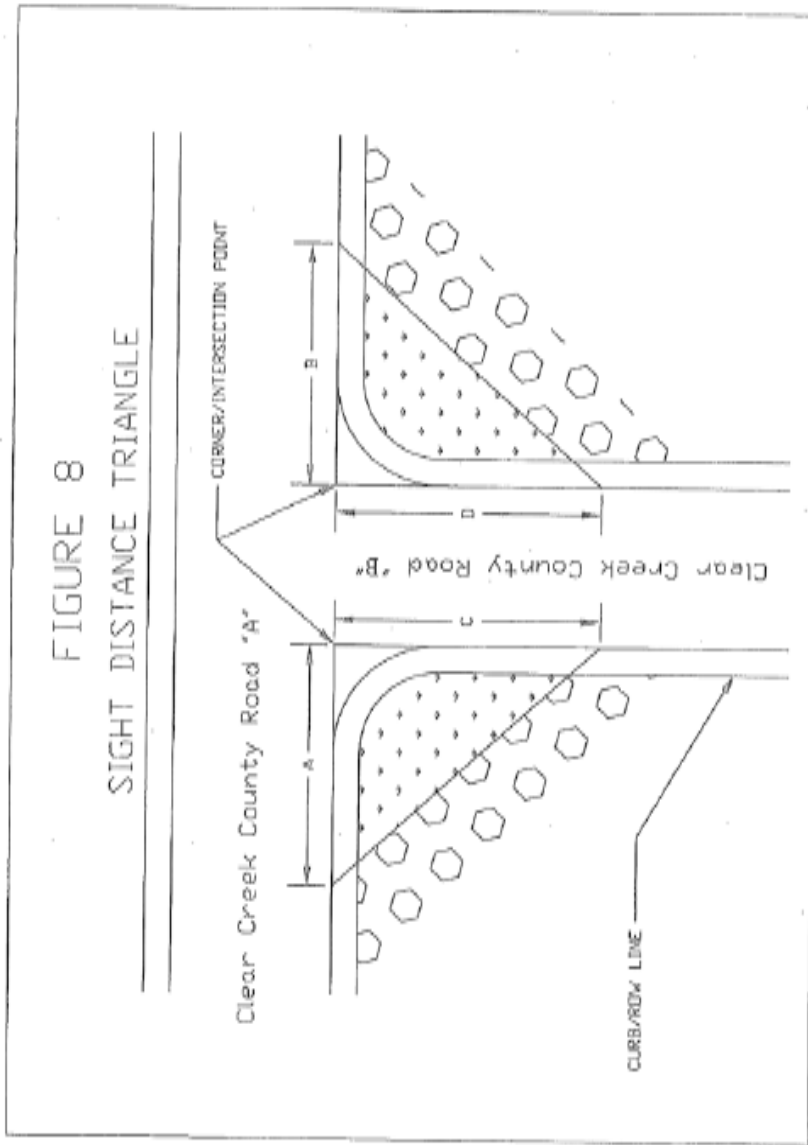 FIGURE 8
SIGHT DISTANCE TRIANGLE
CORNER/INTERSECTION POINT
Clear Creek County Road "A"
A
B
C
D
Clear Creek County Road "B"
CURB/ROW LINE